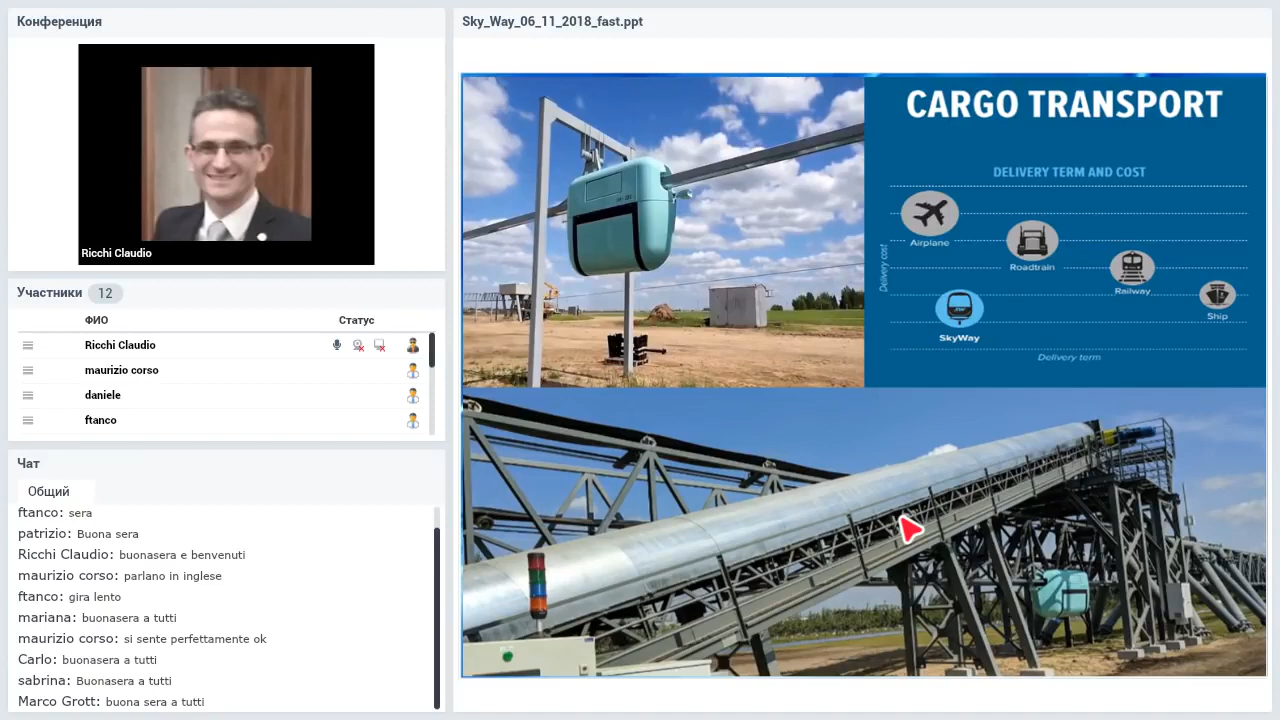 Конференция
Ricchi Claudio
Участники 12
ФИО Статус
Ricchi Claudio
maurizio corso
daniele
ftanco
Чат
Общий
ftanco: sera
patrizio: Buona sera
Ricchi Claudio: buonasera e benvenuti
maurizio corso: parlano in inglese
ftanco: gira lento
mariana: buonasera a tutti
maurizio corso: si sente perfettamente ok
Carlo: buonasera a tutti
sabrina: Buonasera a tutti
Marco Grott: buona sera a tutti
Sky_Way_06_11_2018_fast.ppt
CARGO TRANSPORT
DELIVERY TERM AND COST
Delivery cost
Airplane
Roadtrain
Railway
Ship
SkyWay
Delivery term